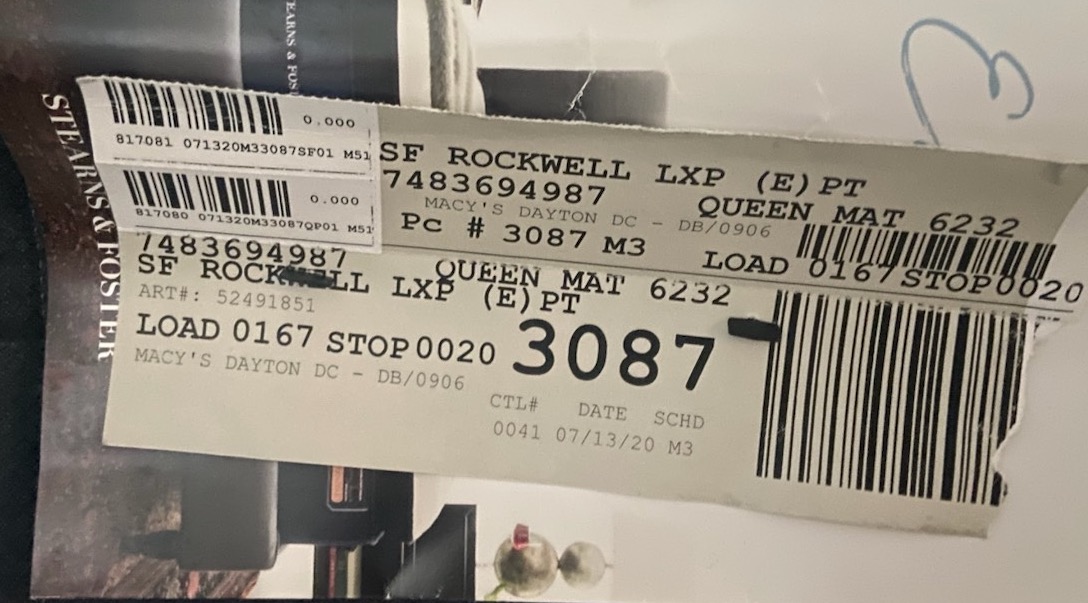 EARNS & FOS
STEARNS & FOSTER
0.000
817081 071320M33087SF01 M51
0.000
817080 071320M33087QP01 M51
SF ROCKWELL LXP (E)PT
7483694987 QUEEN MAT 6232
MACY'S DAYTON DC - DB/0906
Pc # 3087 M3 LOAD 0167 STOP0020
7483694987 QUEEN MAT 6232
SF ROCKWELL LXP (E)PT
ART#: 52491851
LOAD 0167 STOP0020 3087
MACY'S DAYTON DC - DB/0906
CTL# DATE SCHD
0041 07/13/20 M3